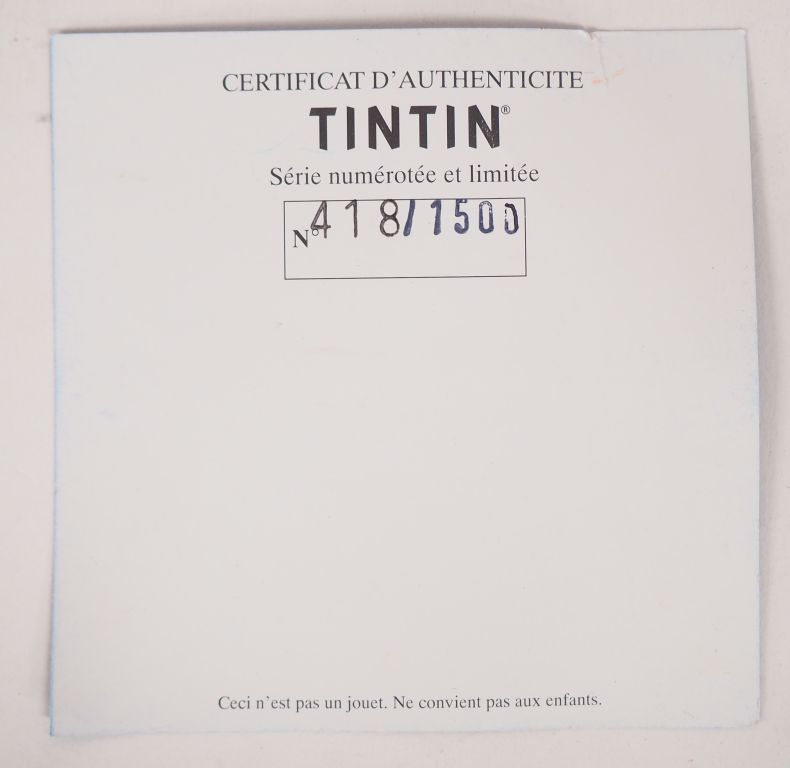 CERTIFICAT D'AUTHENTICITE
TINTIN®
Série numérotée et limitée
N° 418/1500
Ceci n'est pas un jouet. Ne convient pas aux enfants.